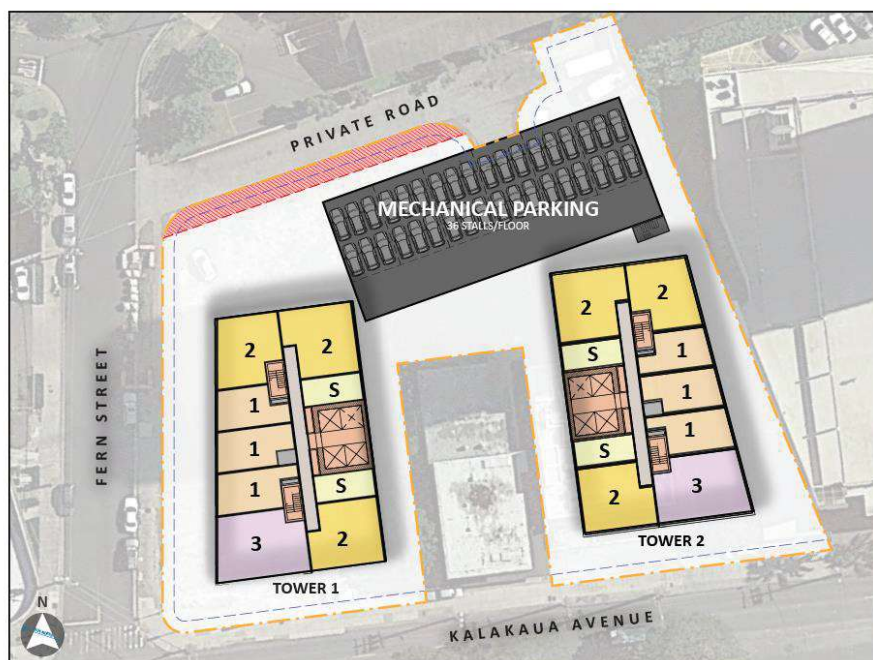 STP
PRIVATE ROAD
MECHANICAL PARKING
36 STALLS/FLOOR
FERN STREET
2
2
S
1
1
1
S
3
2
TOWER 1
2
2
S
1
1
1
S
2
3
TOWER 2
KALAKAUA AVENUE
N